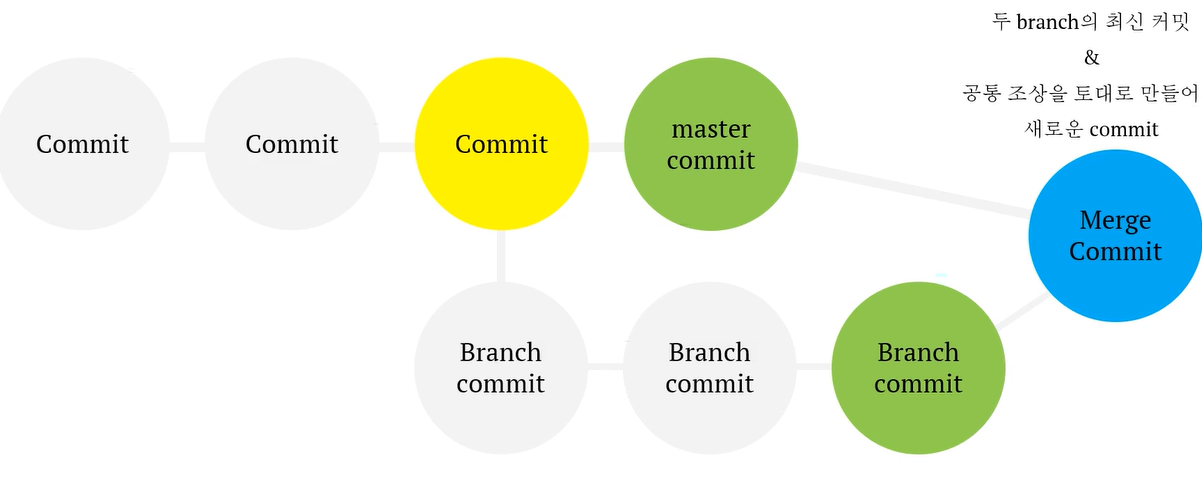 두 branch의 최신 커밋
&
공통 조상을 토대로 만들어
새로운 commit
Commit
Commit
Commit
master
commit
Merge
Commit
Branch
commit
Branch
commit
Branch
commit